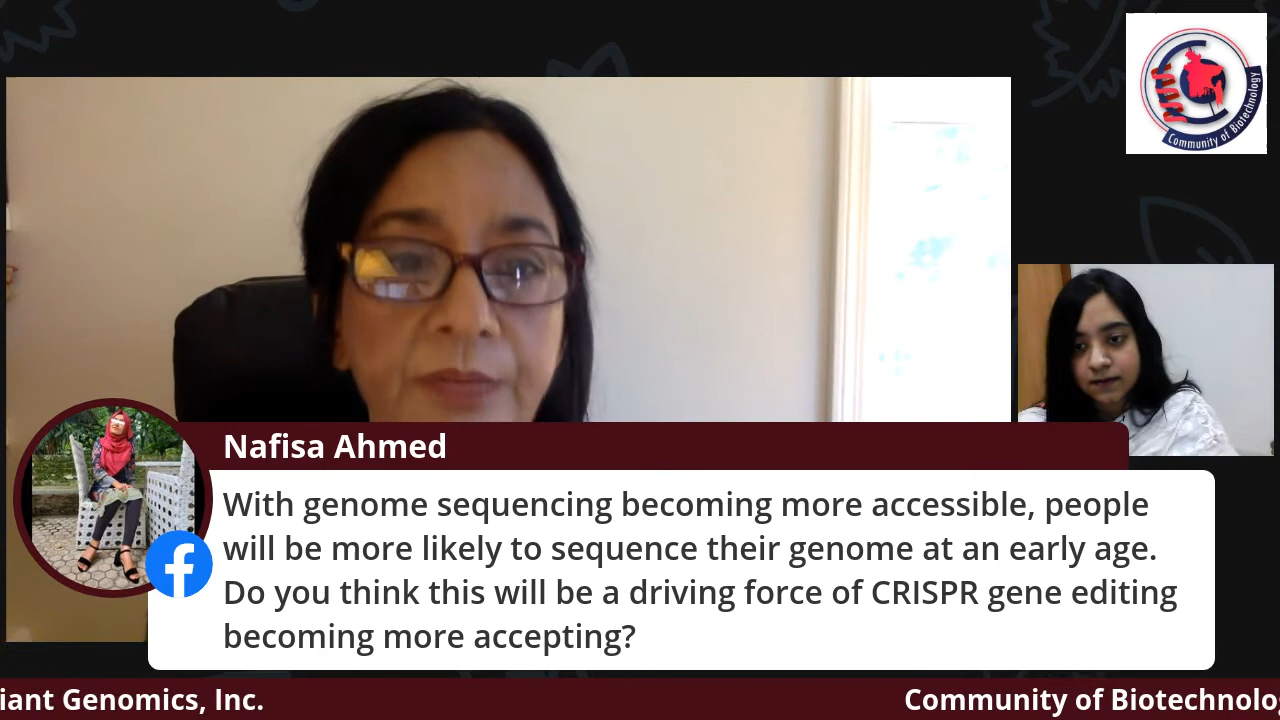 Community of Biotechnology
Nafisa Ahmed
With genome sequencing becoming more accessible, people
will be more likely to sequence their genome at an early age.
Do you think this will be a driving force of CRISPR gene editing
becoming more accepting?
iant Genomics, Inc.
Community of Biotechnolo